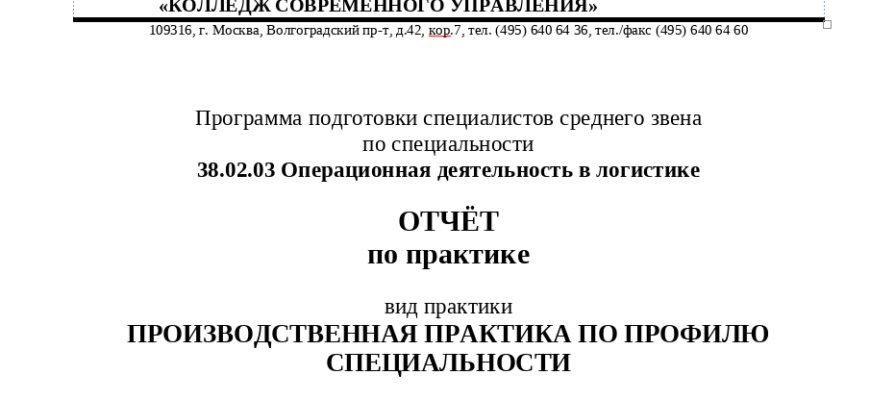 «КОЛЛЕДЖ СОВРЕМЕННОГО УПРАВЛЕНИЯ»
109316, г. Москва, Волгоградский пр-т, д.42, кор.7, тел. (495) 640 64 36, тел./факс (495) 640 64 60
Программа подготовки специалистов среднего звена
по специальности
38.02.03 Операционная деятельность в логистике
ОТЧЁТ
по практике
вид практики
ПРОИЗВОДСТВЕННАЯ ПРАКТИКА ПО ПРОФИЛЮ
СПЕЦИАЛЬНОСТИ